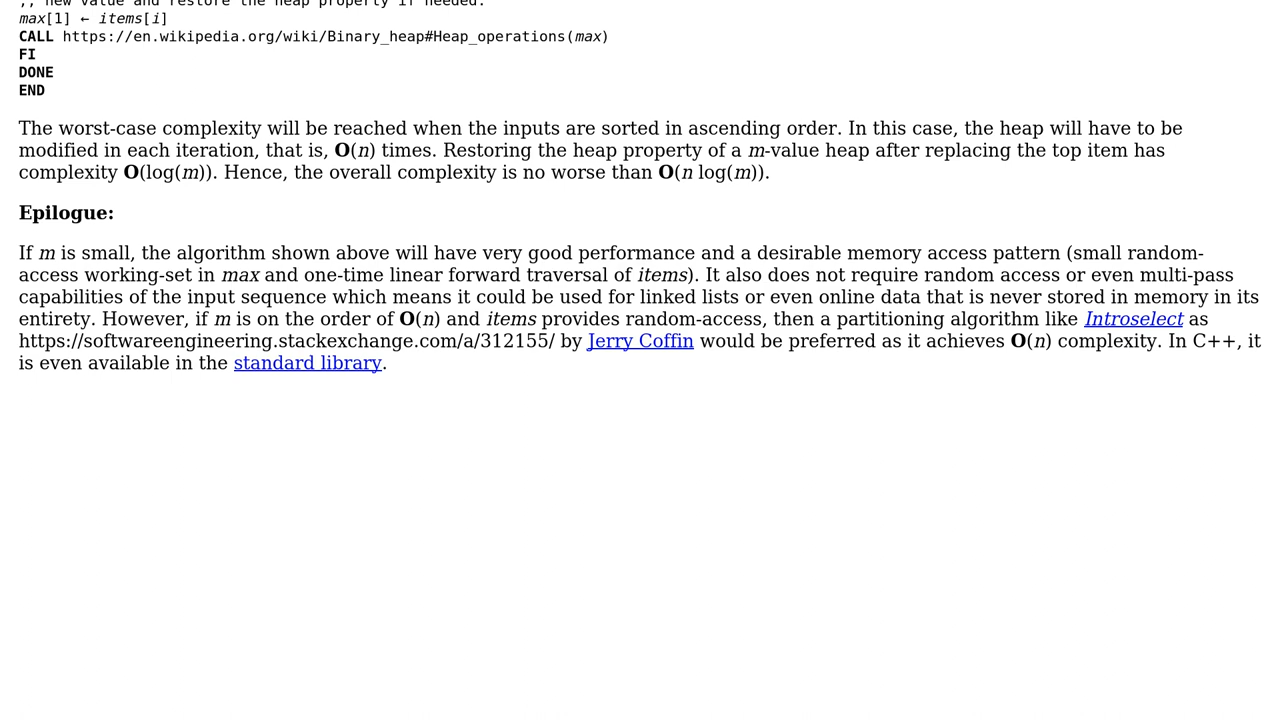 ;; new value and restore the heap property if needed.
max[1] ← items[i]
CALL https://en.wikipedia.org/wiki/Binary_heap#Heap_operations(max)
FI
DONE
END
The worst-case complexity will be reached when the inputs are sorted in ascending order. In this case, the heap will have to be
modified in each iteration, that is, O(n) times. Restoring the heap property of a m-value heap after replacing the top item has
complexity O(log(m)). Hence, the overall complexity is no worse than O(n log(m)).
Epilogue:
If m is small, the algorithm shown above will have very good performance and a desirable memory access pattern (small random-
access working-set in max and one-time linear forward traversal of items). It also does not require random access or even multi-pass
capabilities of the input sequence which means it could be used for linked lists or even online data that is never stored in memory in its
entirety. However, if m is on the order of O(n) and items provides random-access, then a partitioning algorithm like Introselect as
https://softwareengineering.stackexchange.com/a/312155/ by Jerry Coffin would be preferred as it achieves O(n) complexity. In C++, it
is even available in the standard library.